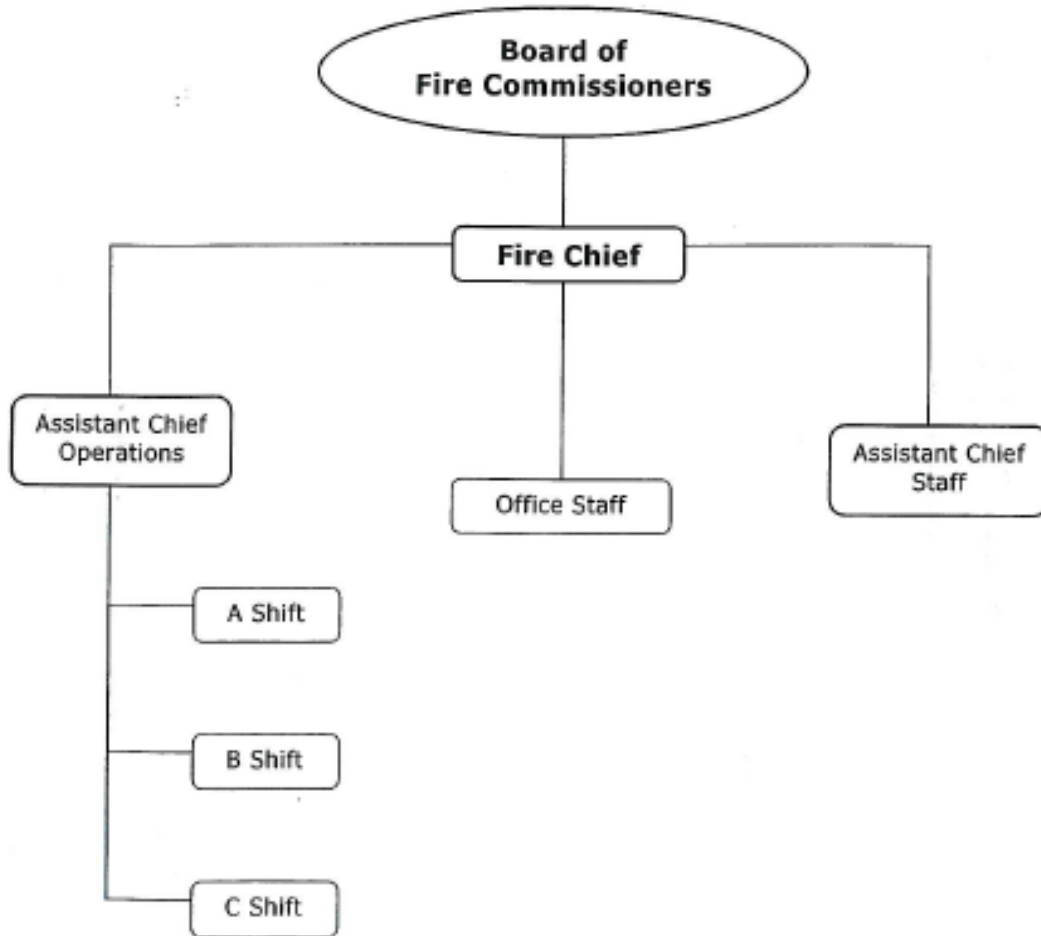 Board of
Fire Commissioners
Fire Chief
Assistant Chief
Operations
Office Staff
Assistant Chief
Staff
A Shift
B Shift
C Shift